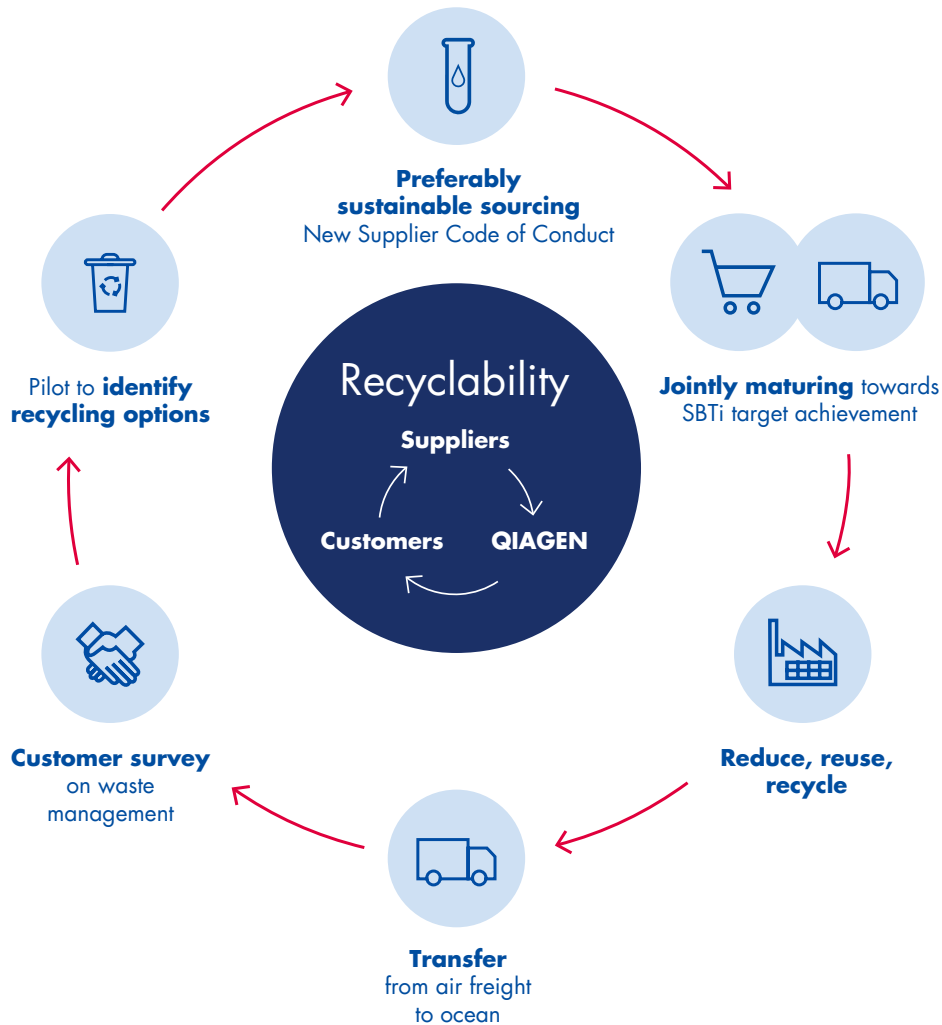 Preferably
sustainable sourcing
New Supplier Code of Conduct
Jointly maturing towards
SBTi target achievement
Reduce, reuse,
recycle
Transfer
from air freight
to ocean
Customer survey
on waste
management
Pilot to identify
recycling options
Recyclability
Suppliers
QIAGEN
Customers